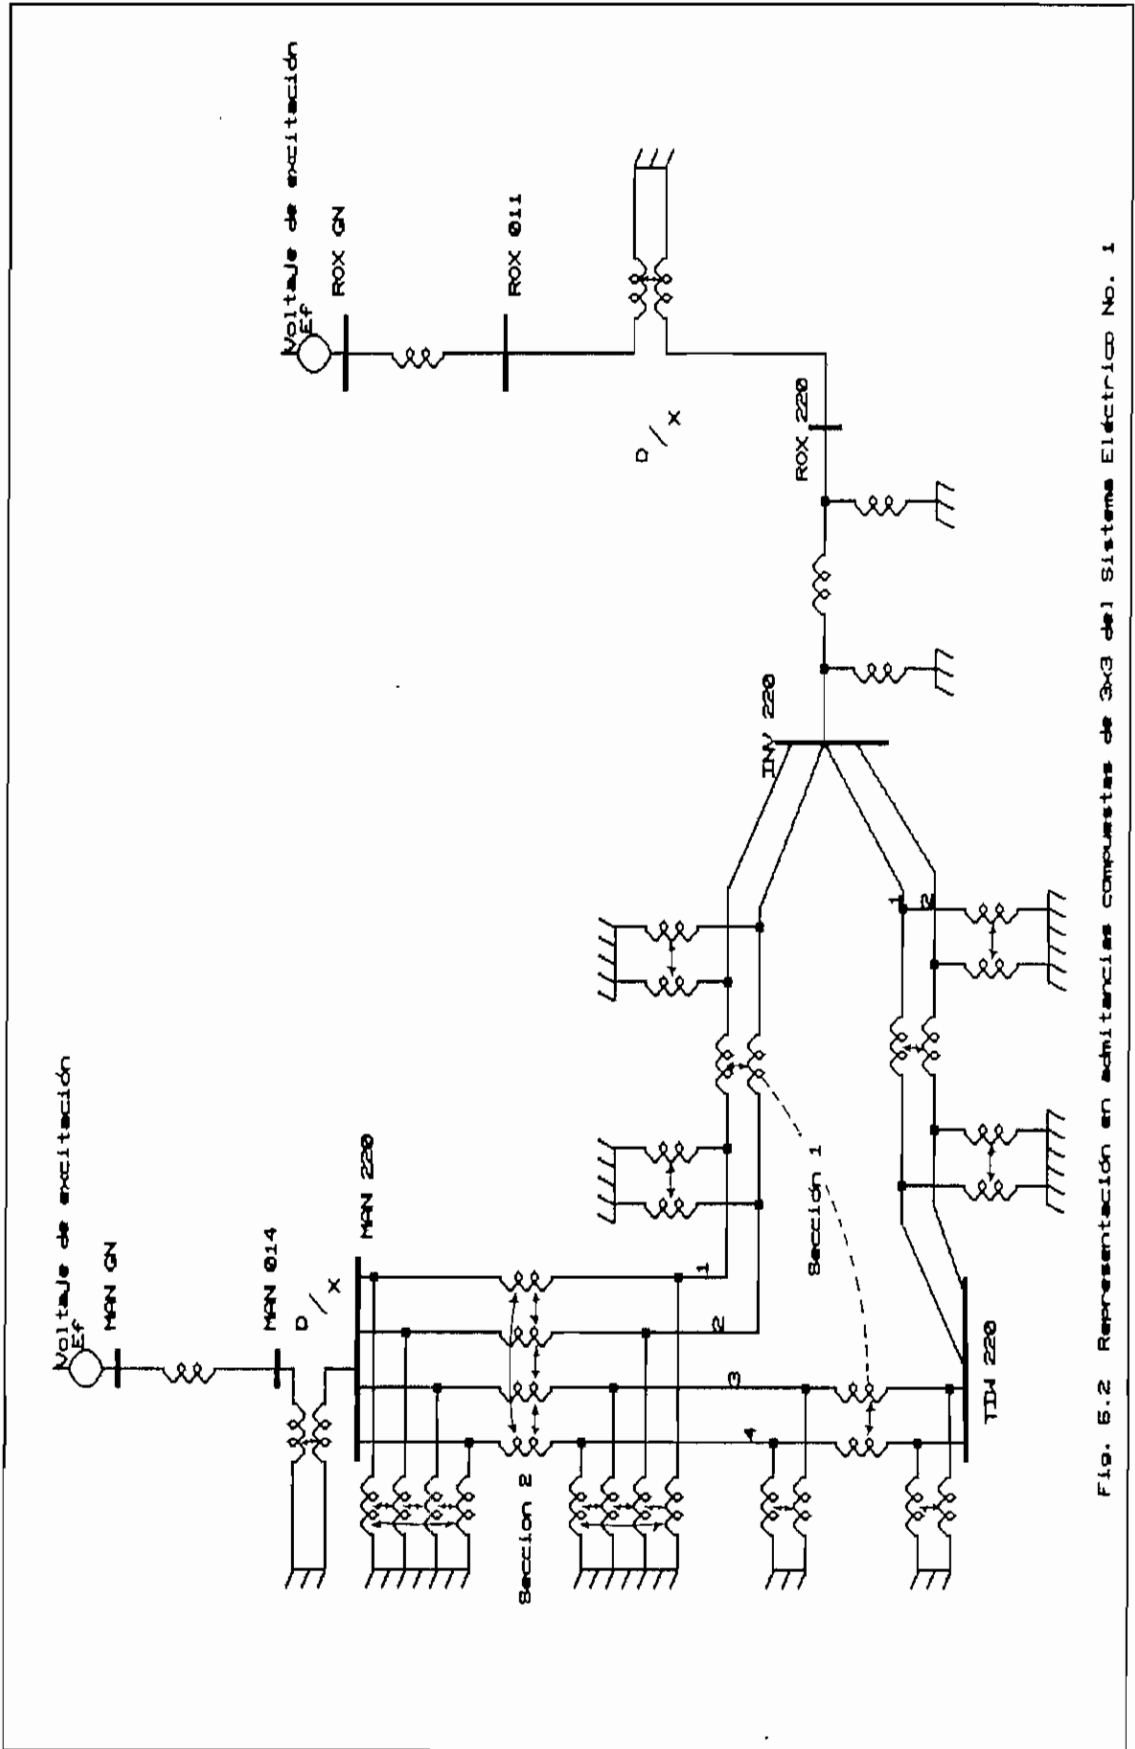 Voltaje de excitación
Ef
ROX GN
ROX 011
D / X
ROX 220
INV 220
Voltaje de excitación
Ef
MAN GN
MAN 014
D / X
MAN 220
1
2
3
4
Sección 1
Seccion 2
1
2
TIW 220
Fig. 5.2 Representación en admitancias compuestas de 3x3 del Sistema Eléctrico No. 1